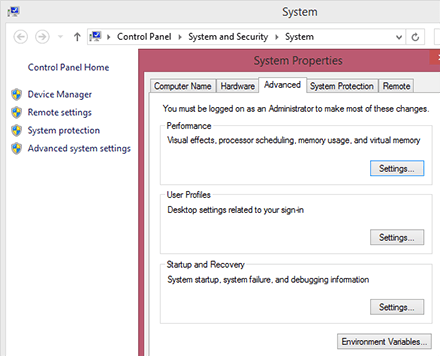 System
Control Panel ▸ System and Security ▸ System
Control Panel Home
Device Manager
Remote settings
System protection
Advanced system settings
System Properties
Computer Name Hardware Advanced System Protection Remote
You must be logged on as an Administrator to make most of these changes.
Performance
Visual effects, processor scheduling, memory usage, and virtual memory
Settings...
User Profiles
Desktop settings related to your sign-in
Settings...
Startup and Recovery
System startup, system failure, and debugging information
Settings...
Environment Variables...